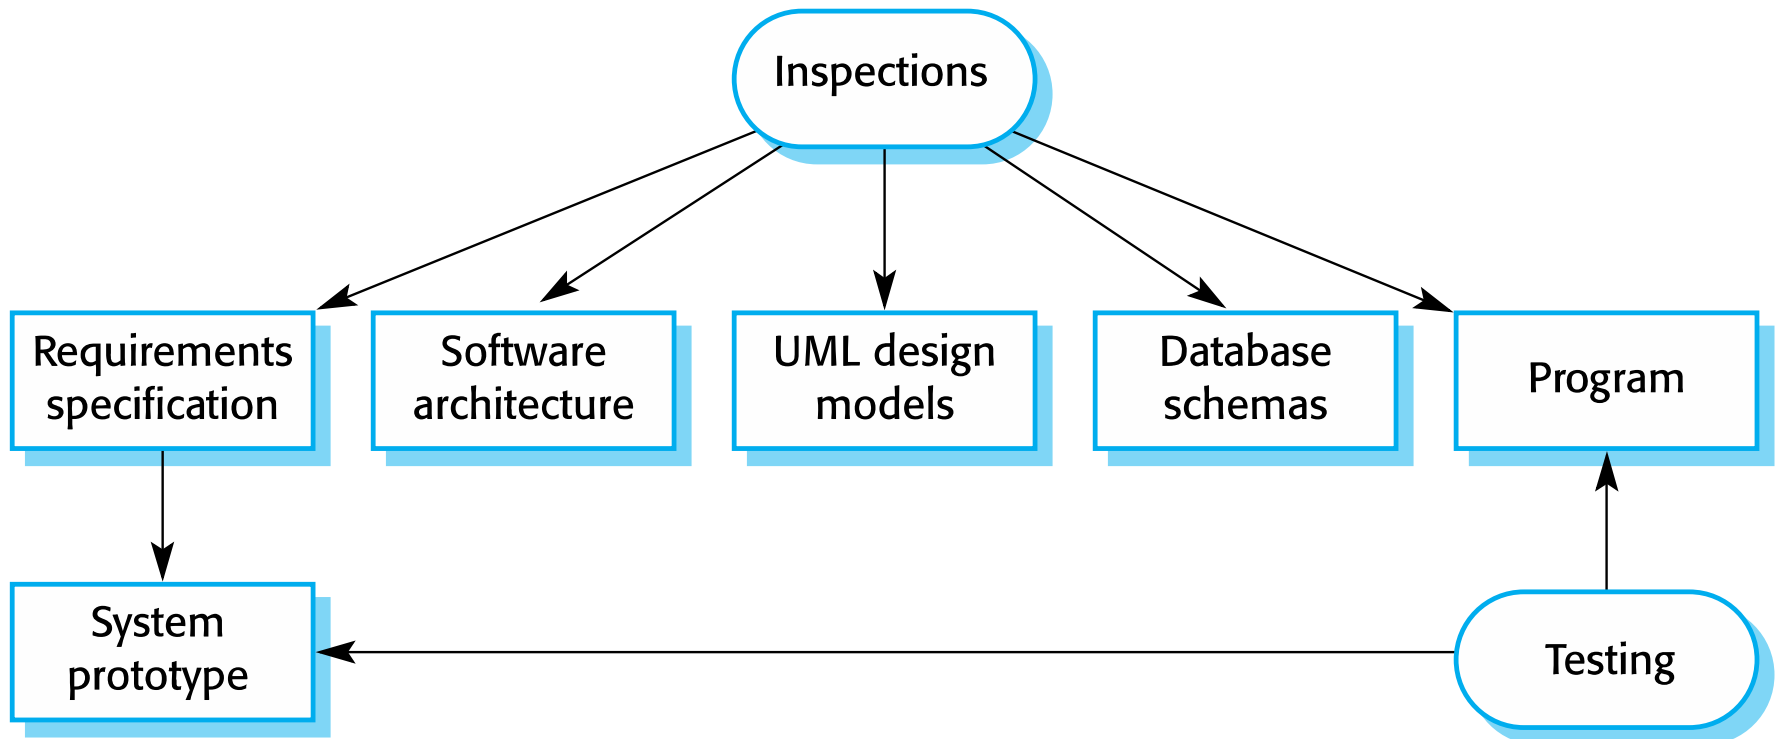 Inspections
Requirements
specification
Software
architecture
UML design
models
Database
schemas
Program
System
prototype
Testing